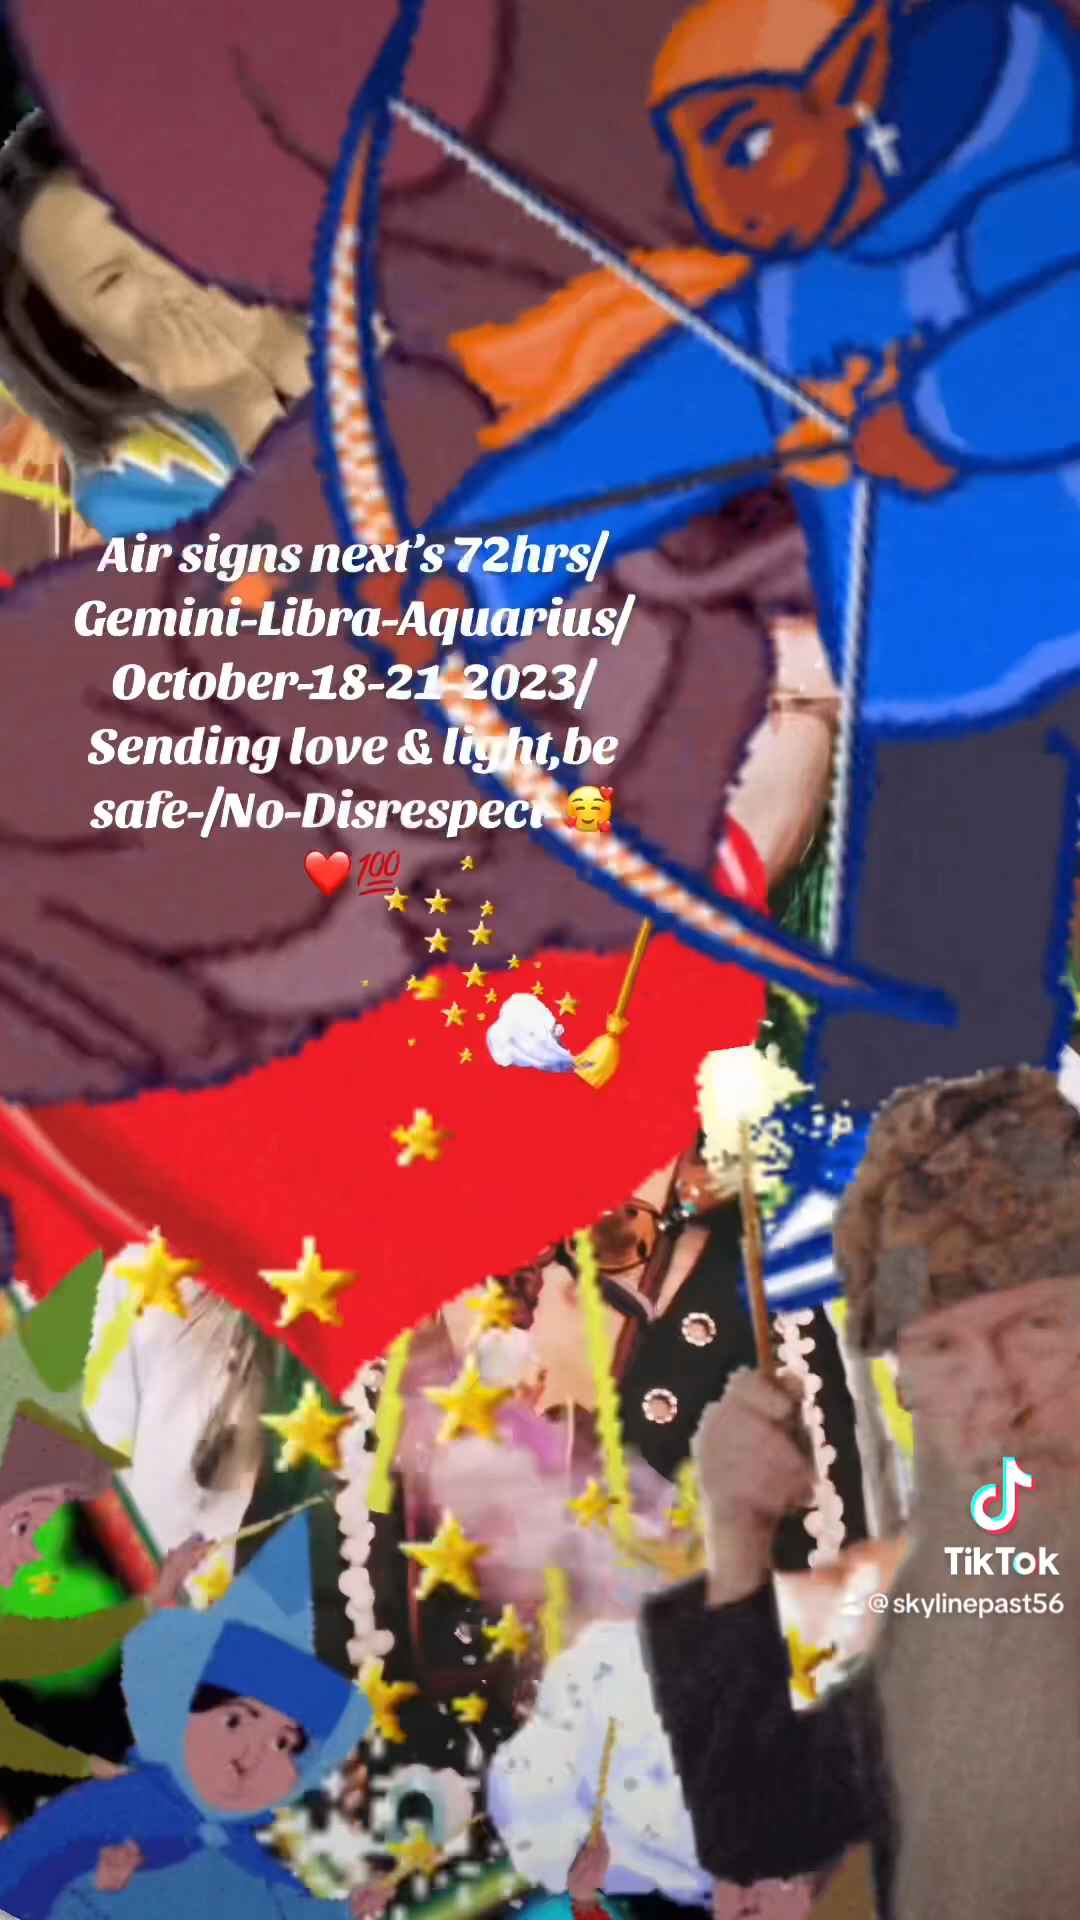 Air signs next's 72hrs/
Gemini-Libra-Aquarius/
October-18-21-2023/
Sending love & light,be
safe-/No-Disrespect-🥰
❤️💯
TikTok
@skylinepast56